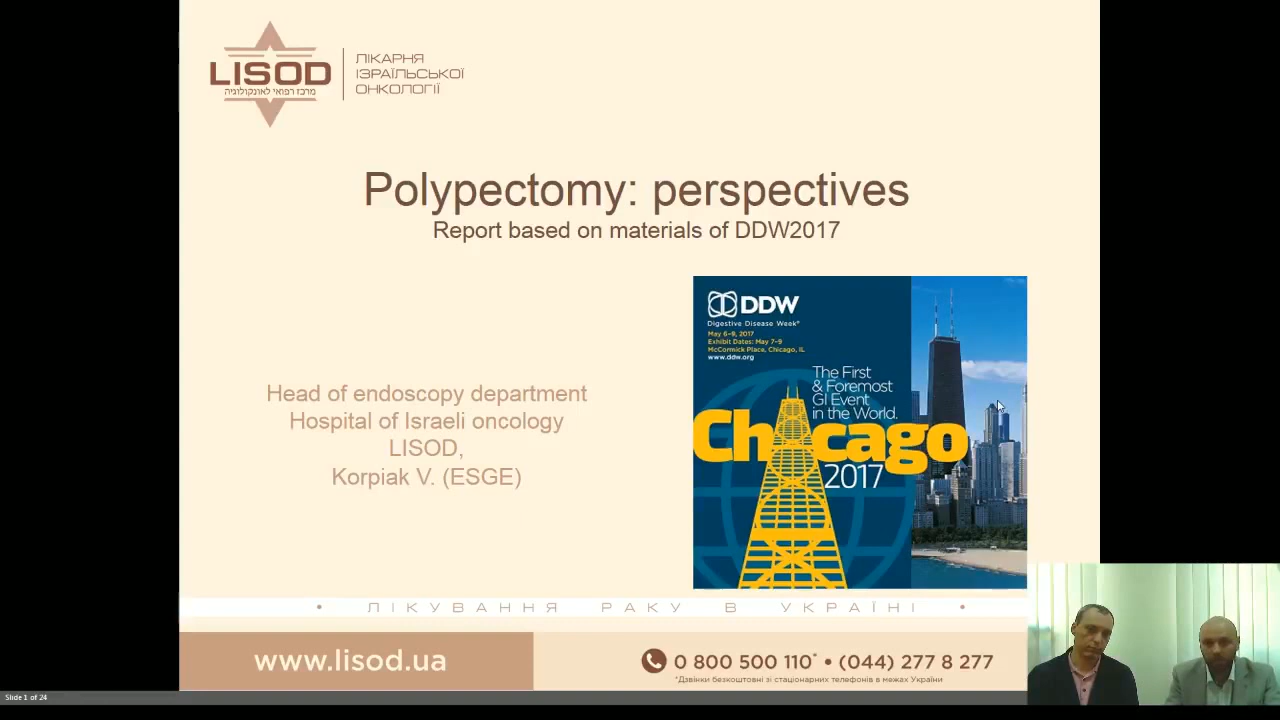 LISOD
מרכז רפואי לאונקולוגיה
ЛІКАРНЯ
ІЗРАЇЛЬСЬКОЇ
ОНКОЛОГІЇ
Polypectomy: perspectives
Report based on materials of DDW2017
DDW
Digestive Disease Week®
May 6-9, 2017
Exhibit Dates: May 7-9
McCormick Place, Chicago, IL
www.ddw.org
The First
& Foremost
GI Event
in the World.
Chicago
2017
Head of endoscopy department
Hospital of Israeli oncology
LISOD,
Korpiak V. (ESGE)
• ЛІКУВАННЯ РАКУ В УКРАЇНІ •
www.lisod.ua
0 800 500 110* • (044) 277 8 277
*Дзвінки безкоштовні зі стаціонарних телефонів в межах України
Slide 1 of 24